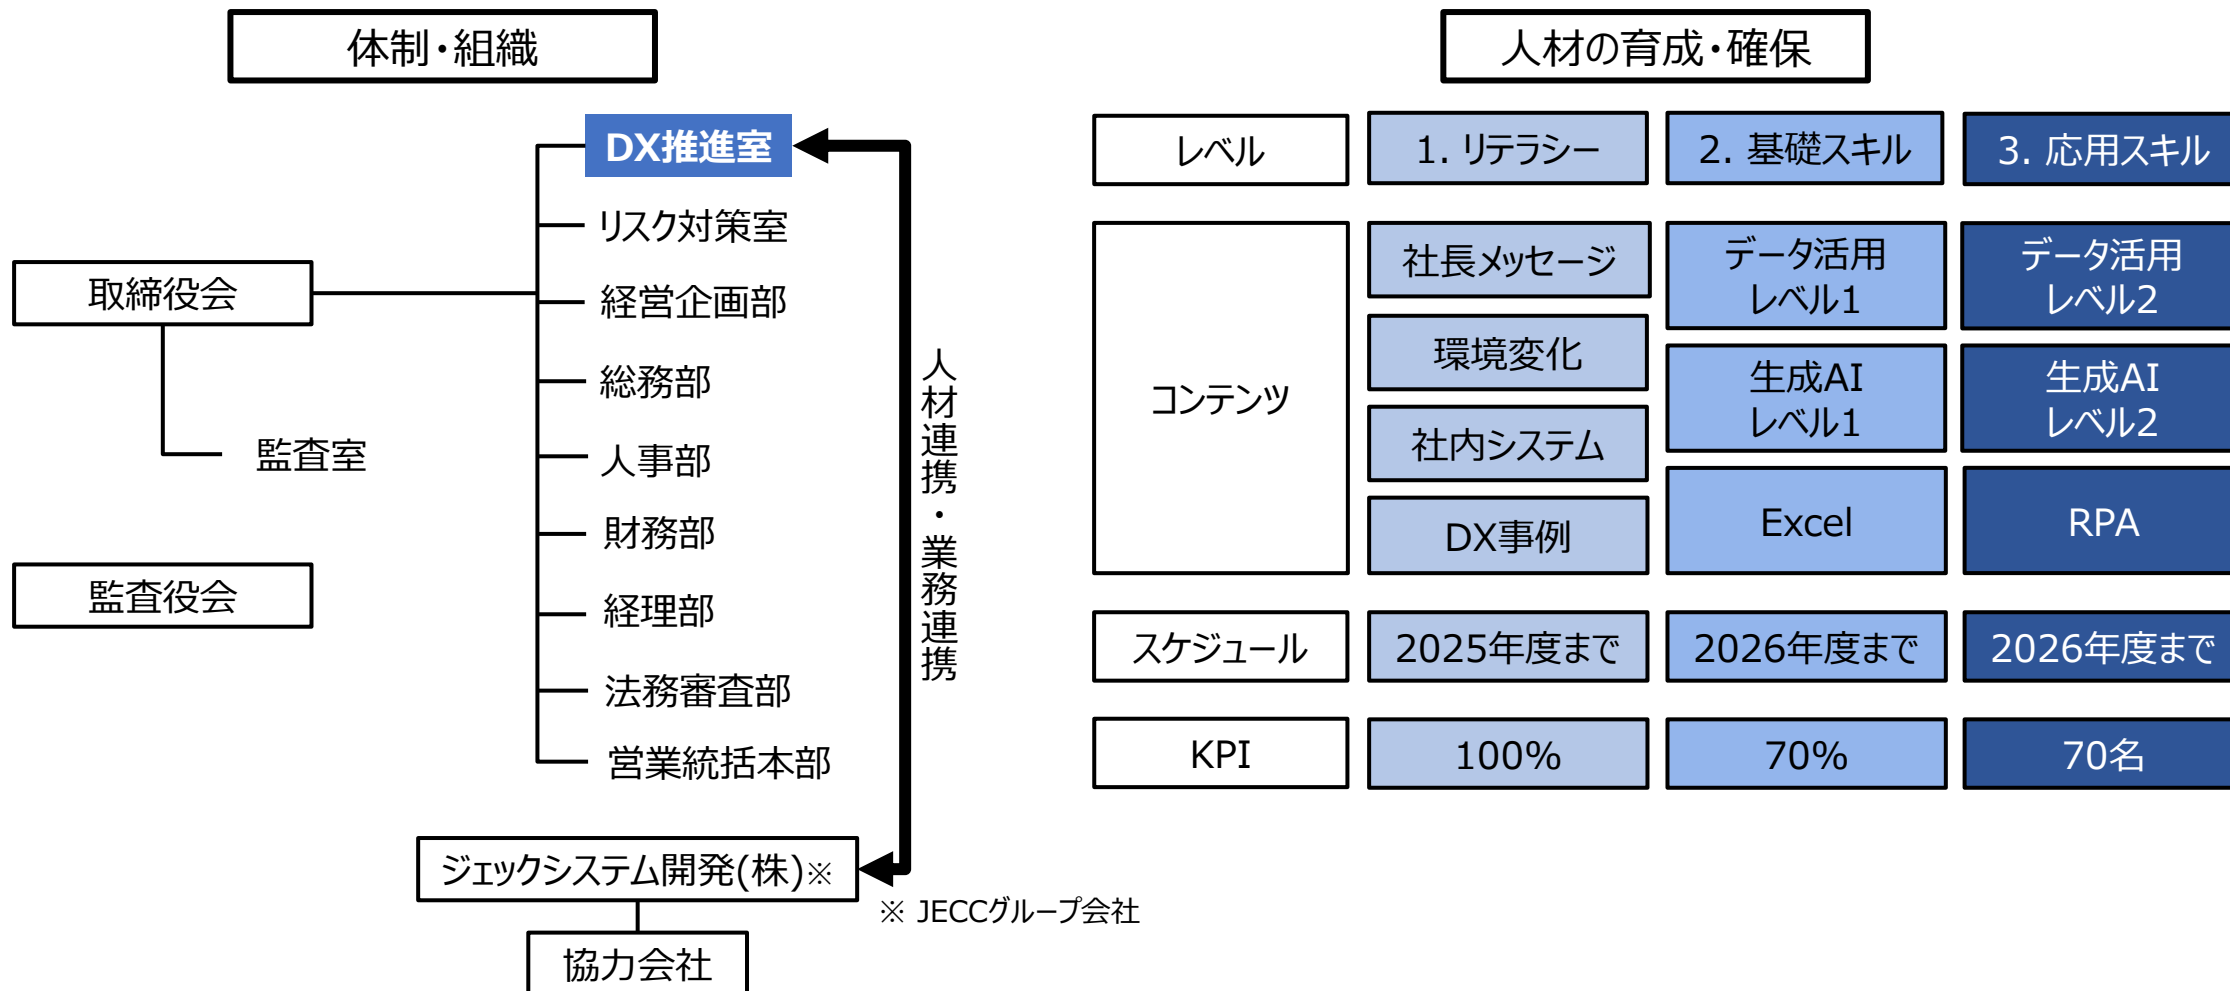 体制・組織
DX推進室
リスク対策室
取締役会
経営企画部
総務部
監査室
人事部
財務部
監査役会
経理部
法務審査部
営業統括本部
人材連携・業務連携
ジェックシステム開発(株)※
※ JECCグループ会社
協力会社
人材の育成・確保
レベル
1. リテラシー
2. 基礎スキル
3. 応用スキル
コンテンツ
社長メッセージ
環境変化
社内システム
DX事例
データ活用
レベル1
生成AI
レベル1
Excel
データ活用
レベル2
生成AI
レベル2
RPA
スケジュール
2025年度まで
2026年度まで
2026年度まで
KPI
100%
70%
70名